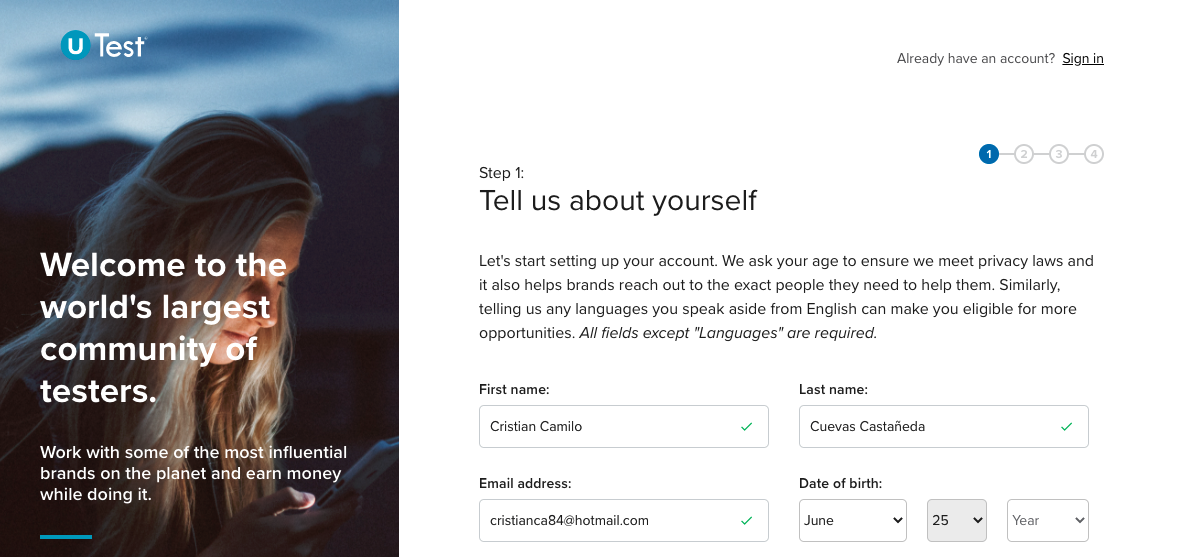 U Test
Already have an account? Sign in
1 2 3 4
Step 1:
Tell us about yourself
Let's start setting up your account. We ask your age to ensure we meet privacy laws and
it also helps brands reach out to the exact people they need to help them. Similarly,
telling us any languages you speak aside from English can make you eligible for more
opportunities. All fields except "Languages" are required.
Welcome to the
world's largest
community of
testers.
Work with some of the most influential
brands on the planet and earn money
while doing it.
First name:
Last name:
Cristian Camilo
Cuevas Castañeda
Email address:
Date of birth:
cristianca84@hotmail.com
June
25
Year